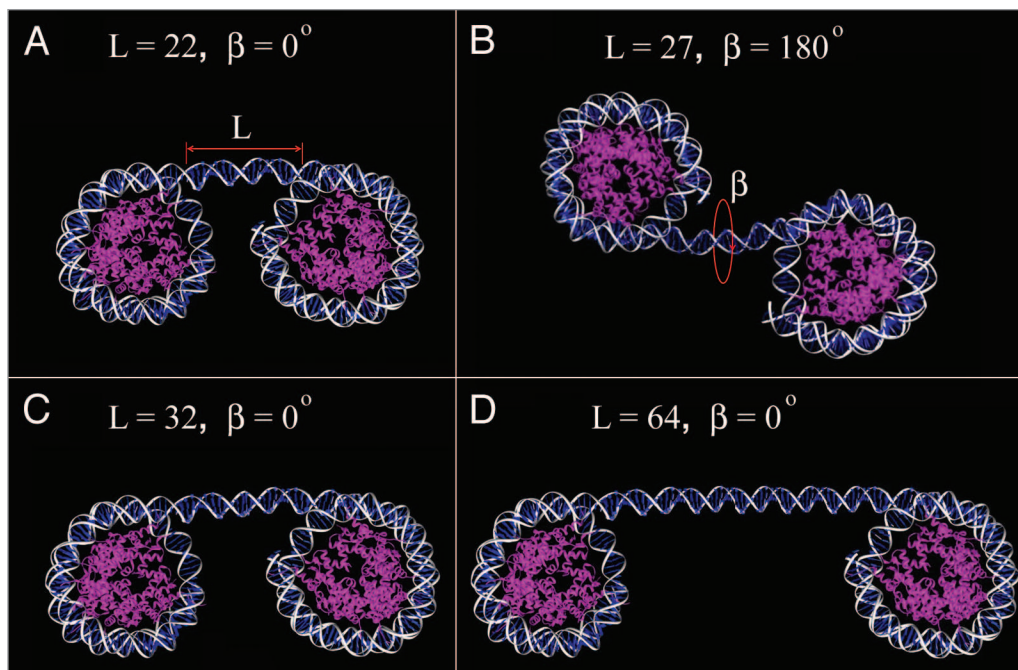 A
L = 22, β = 0°
L
B
L = 27, β = 180°
β
C
L = 32, β = 0°
D
L = 64, β = 0°